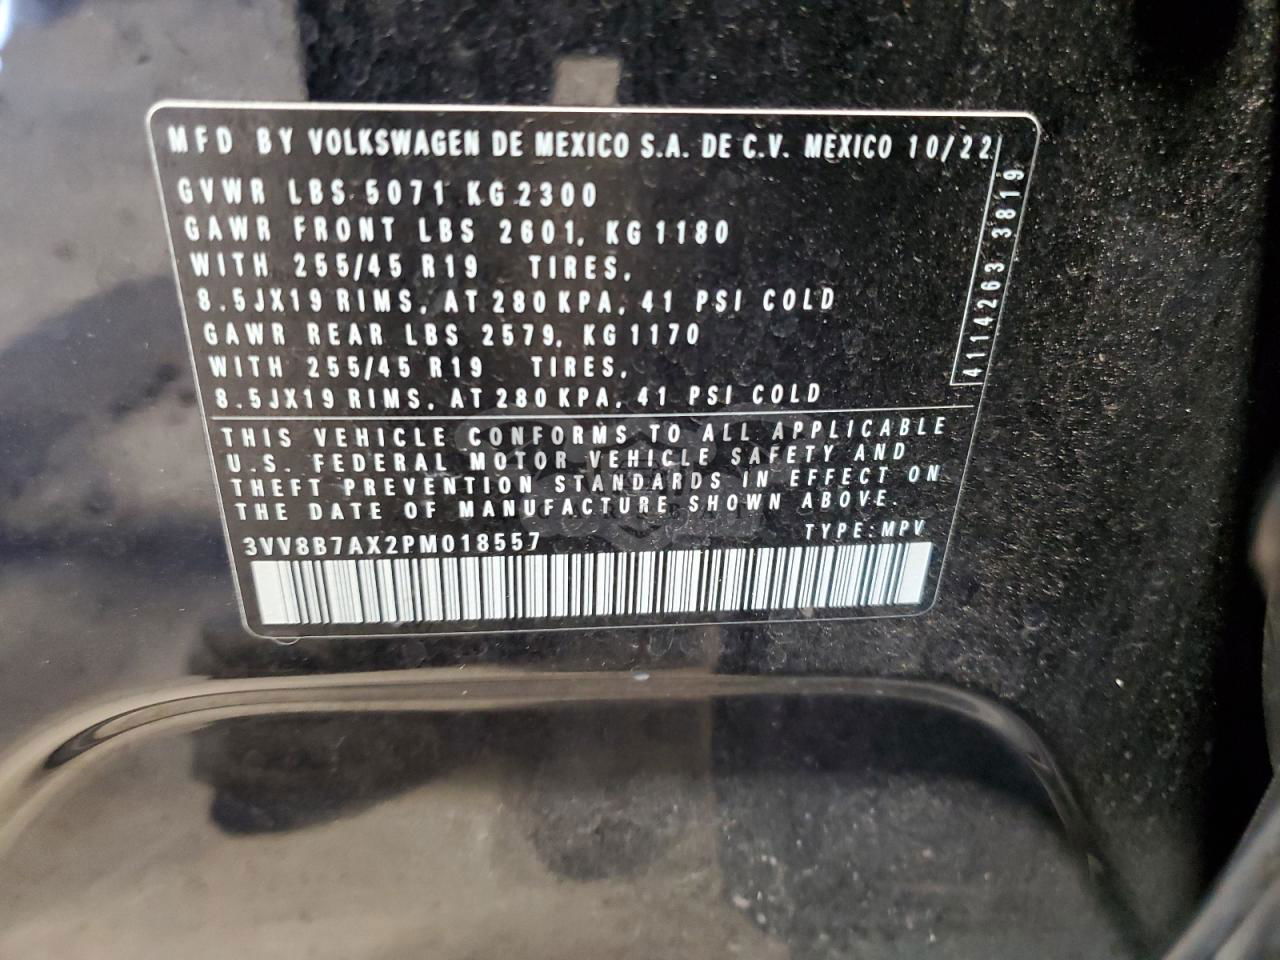 MFD BY VOLKSWAGEN DE MEXICO S.A. DE C.V. MEXICO 10/22
GVWR LBS 5071 KG 2300
GAWR FRONT LBS 2601, KG 1180
WITH 255/45 R19 TIRES,
8.5JX19 RIMS, AT 280 KPA, 41 PSI COLD
GAWR REAR LBS 2579, KG 1170
WITH 255/45 R19 TIRES,
8.5JX19 RIMS, AT 280 KPA, 41 PSI COLD
4114263 3819
THIS VEHICLE CONFORMS TO ALL APPLICABLE
U.S. FEDERAL MOTOR VEHICLE SAFETY AND
THEFT PREVENTION STANDARDS IN EFFECT ON
THE DATE OF MANUFACTURE SHOWN ABOVE.
3VV8B7AX2PM018557 TYPE:MPV